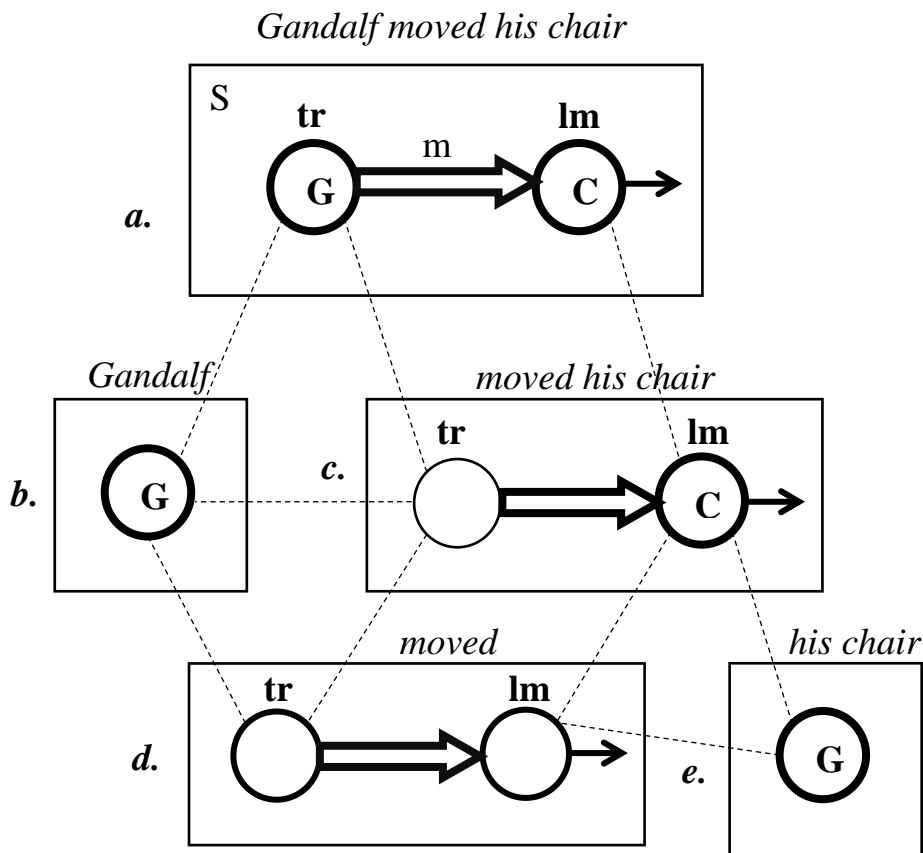 Gandalf moved his chair
S
tr lm
m
G C
a.
Gandalf moved his chair
tr lm
b. G c. C
moved his chair
tr lm
d. e. G